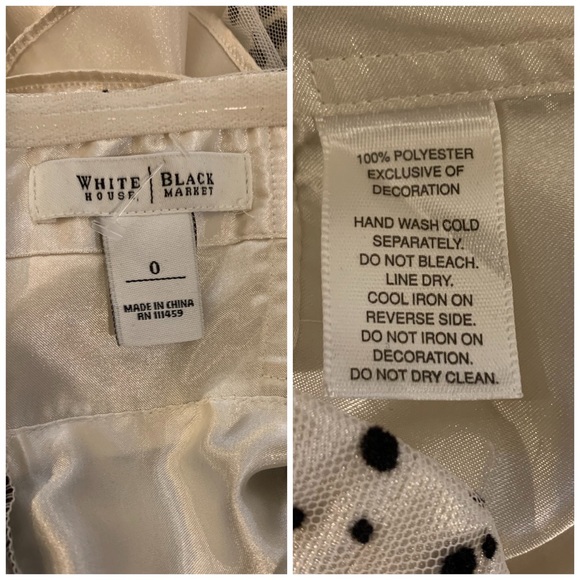 WHITE | BLACK
HOUSE | MARKET
0
MADE IN CHINA
RN 111459
100% POLYESTER
EXCLUSIVE OF
DECORATION
HAND WASH COLD
SEPARATELY.
DO NOT BLEACH.
LINE DRY.
COOL IRON ON
REVERSE SIDE.
DO NOT IRON ON
DECORATION.
DO NOT DRY CLEAN.